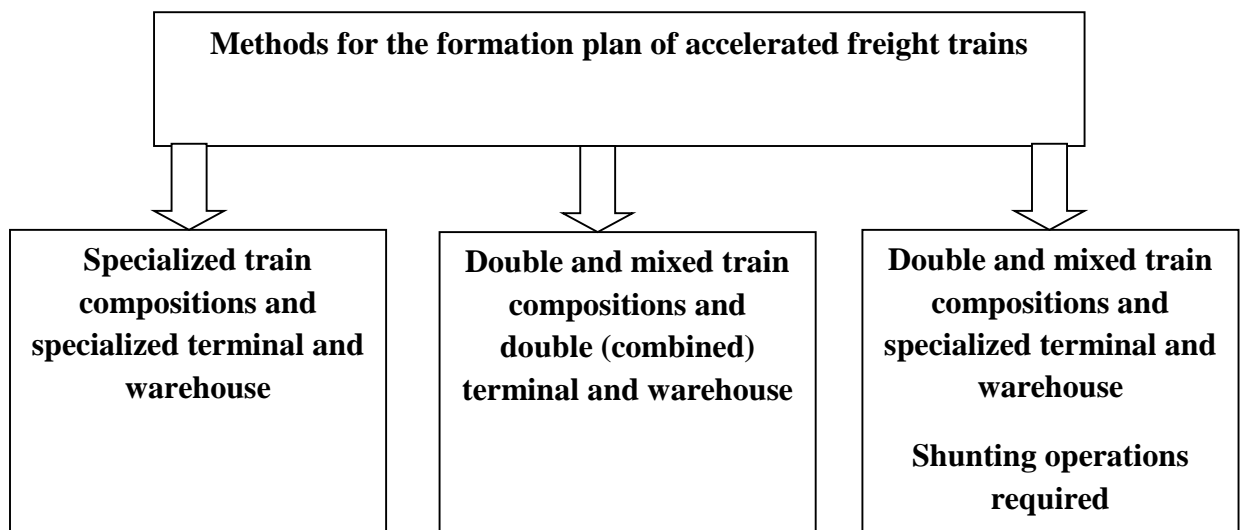 Methods for the formation plan of accelerated freight trains
Specialized train
compositions and
specialized terminal and
warehouse
Double and mixed train
compositions and
double (combined)
terminal and warehouse
Double and mixed train
compositions and
specialized terminal and
warehouse
Shunting operations
required